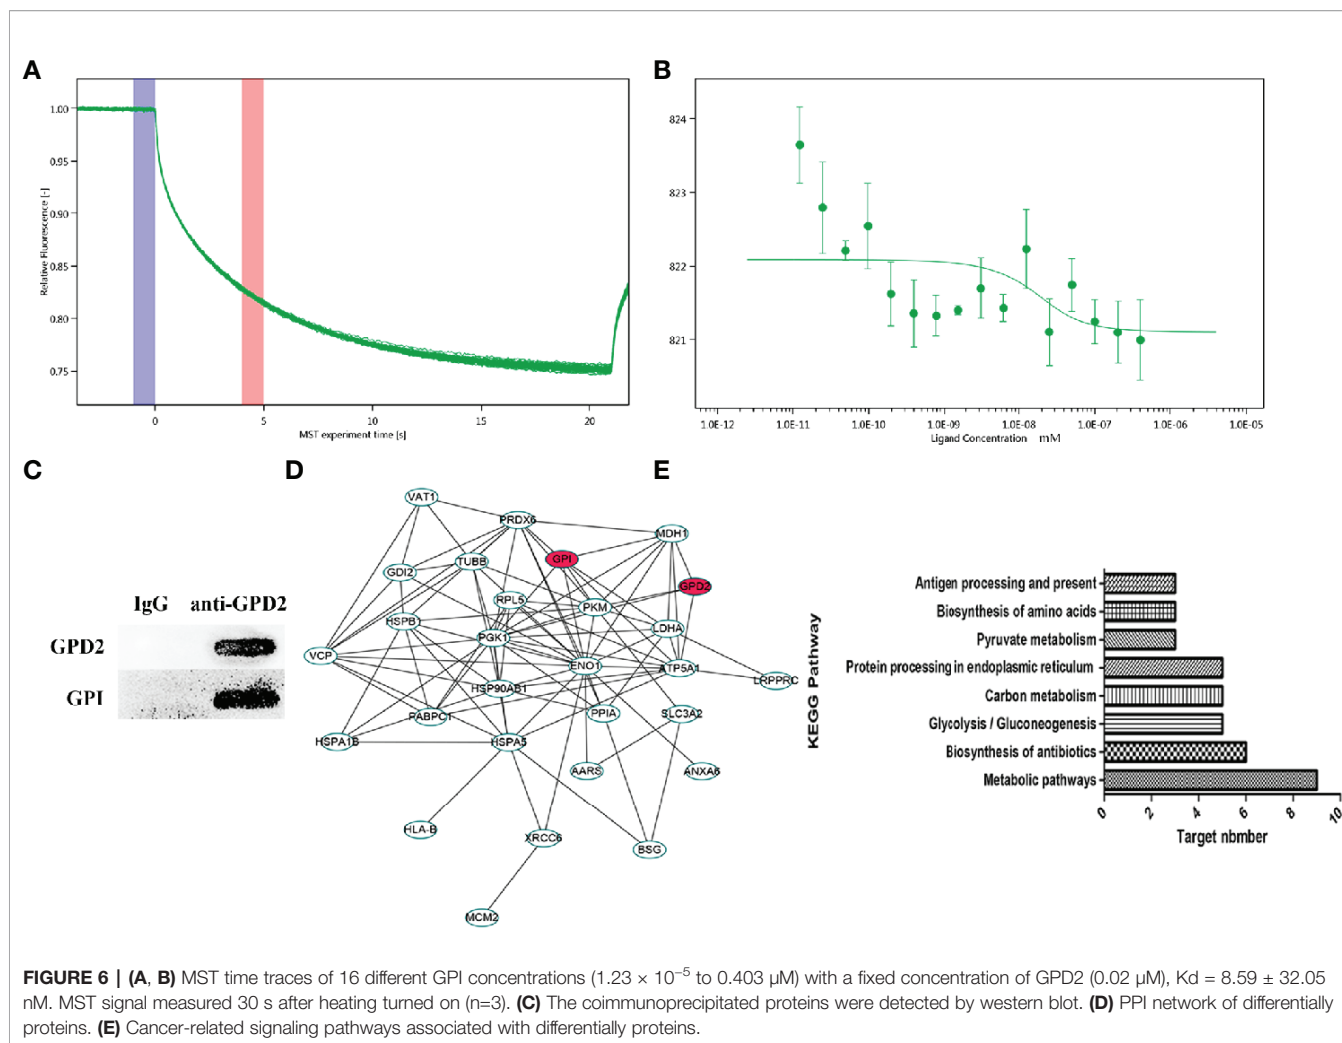 A
B
1.00
0.95
0.90
0.85
0.80
0.75
Relative Fluorescence [-]
0
5
10
15
20
MST experiment time [s]
824
823
822
821
1.0E-12
1.0E-11
1.0E-10
1.0E-09
1.0E-08
1.0E-07
1.0E-06
1.0E-05
Ligand Concentration mM
C
D
E
IgG anti-GPD2
GPD2
GPI
VAT1
PRDX6
MDH1
GPI
TUBB
GDI2
GPD2
RPL5
PKM
HSPB1
LDHA
PGK1
VCP
ENO1
ATP5A1
LRPPRC
HSP90AB1
PABPC1
PPIA
SLC3A2
HSPA1B
HSPA5
AARS
ANXA6
HLA-B
XRCC6
BSG
MCM2
KEGG Pathway
Antigen processing and present
Biosynthesis of amino acids
Pyruvate metabolism
Protein processing in endoplasmic reticulum
Carbon metabolism
Glycolysis / Gluconeogenesis
Biosynthesis of antibiotics
Metabolic pathways
0
2
4
6
8
10
Target nbmber
FIGURE 6 | (A, B) MST time traces of 16 different GPI concentrations (1.23 × 10⁻⁵ to 0.403 µM) with a fixed concentration of GPD2 (0.02 µM), Kd = 8.59 ± 32.05
nM. MST signal measured 30 s after heating turned on (n=3). (C) The coimmunoprecipitated proteins were detected by western blot. (D) PPI network of differentially
proteins. (E) Cancer-related signaling pathways associated with differentially proteins.